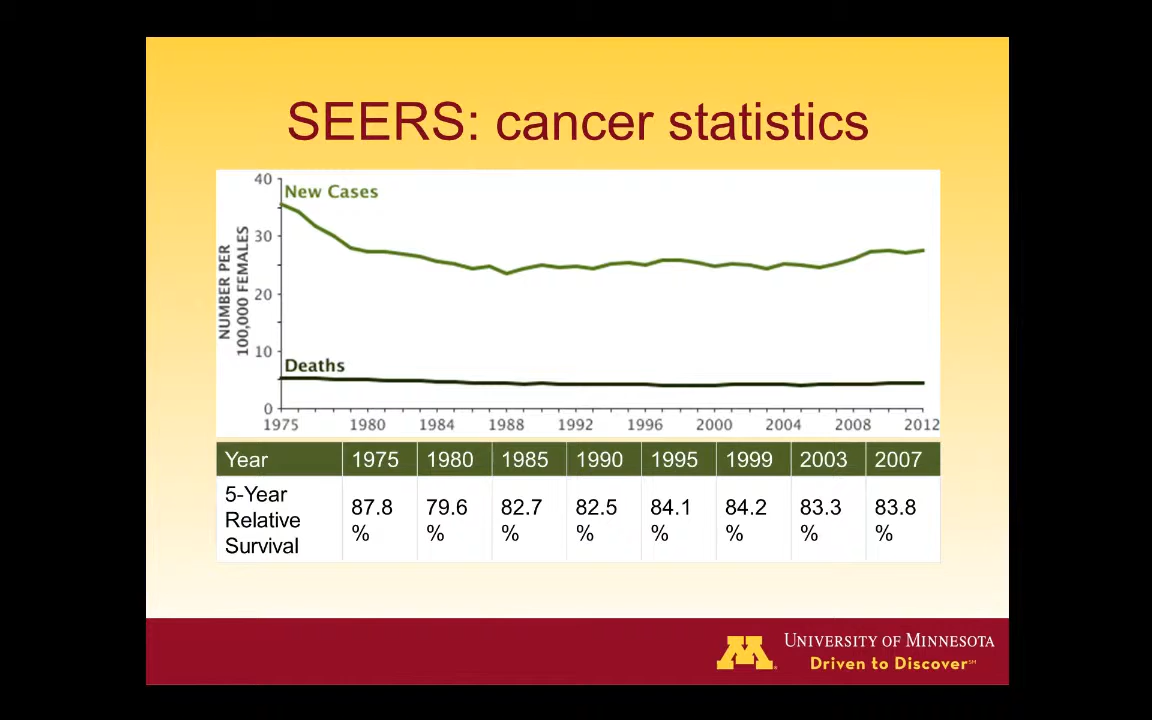 SEERS: cancer statistics
40
New Cases
30
20
10
0
NUMBER PER
100,000 FEMALES
Deaths
1975 1980 1984 1988 1992 1996 2000 2004 2008 2012
Year 1975 1980 1985 1990 1995 1999 2003 2007
5-Year
Relative
Survival
87.8
%
79.6
%
82.7
%
82.5
%
84.1
%
84.2
%
83.3
%
83.8
%
UNIVERSITY OF MINNESOTA
Driven to Discover℠